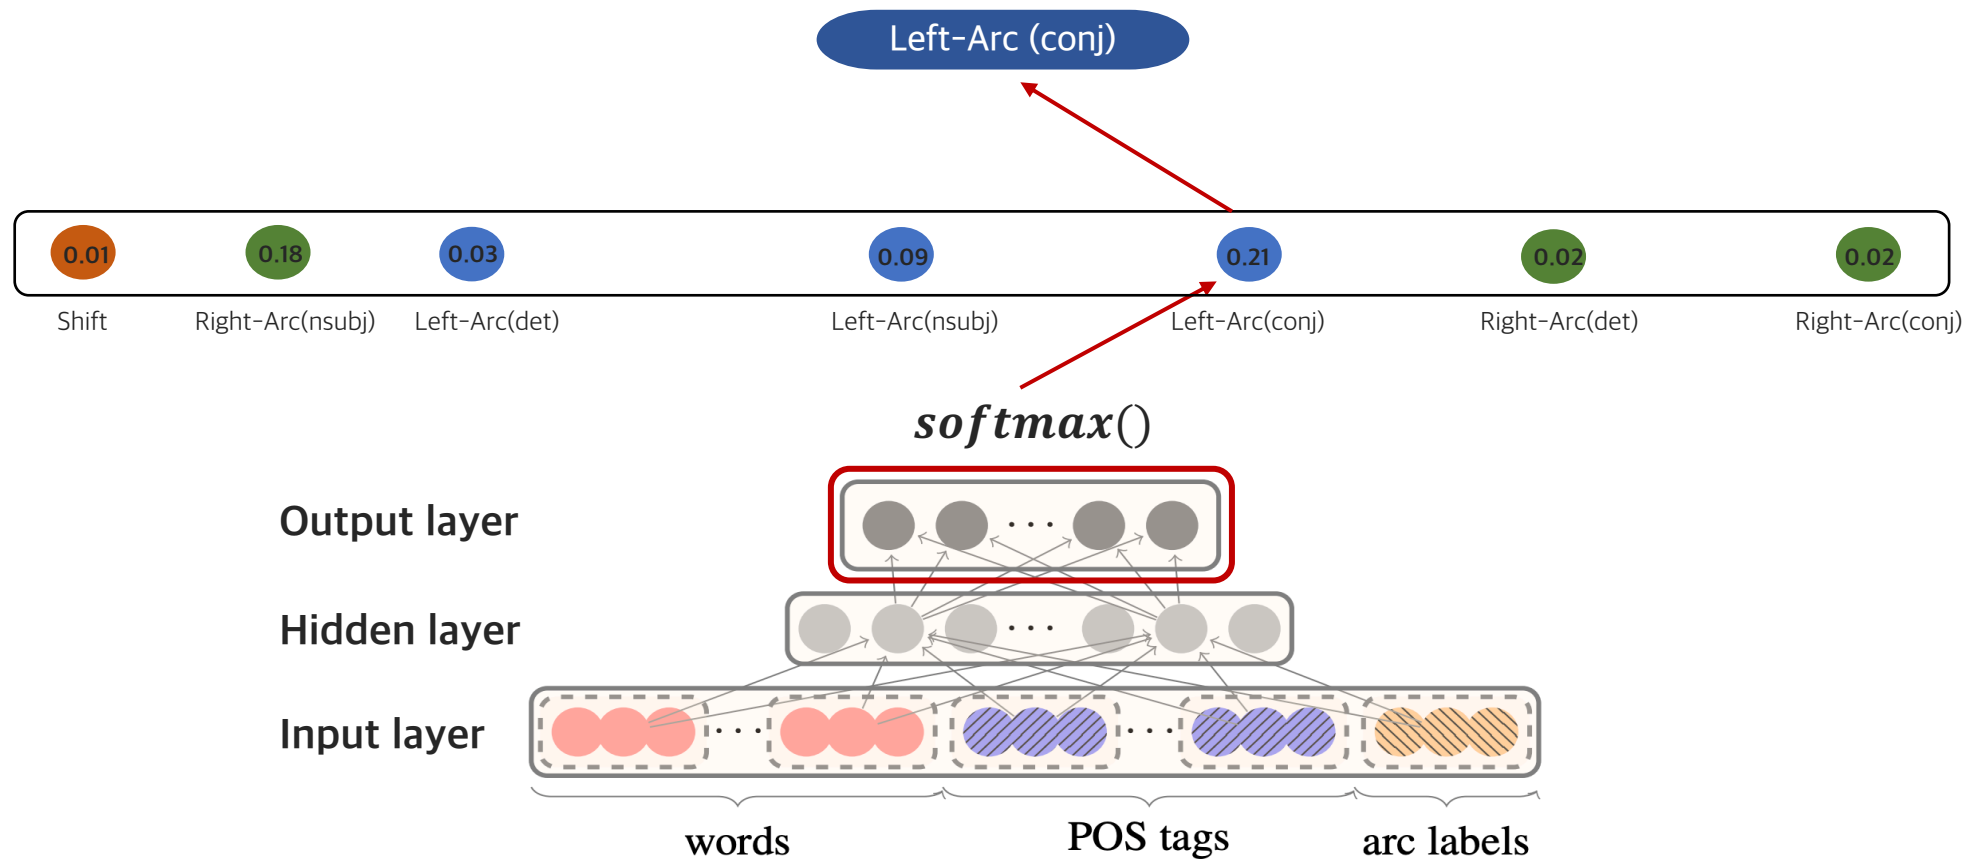 Left-Arc (conj)
0.01 0.18 0.03 0.09 0.21 0.02 0.02
Shift Right-Arc(nsubj) Left-Arc(det) Left-Arc(nsubj) Left-Arc(conj) Right-Arc(det) Right-Arc(conj)
softmax()
Output layer
...
Hidden layer
...
Input layer
... ...
words POS tags arc labels